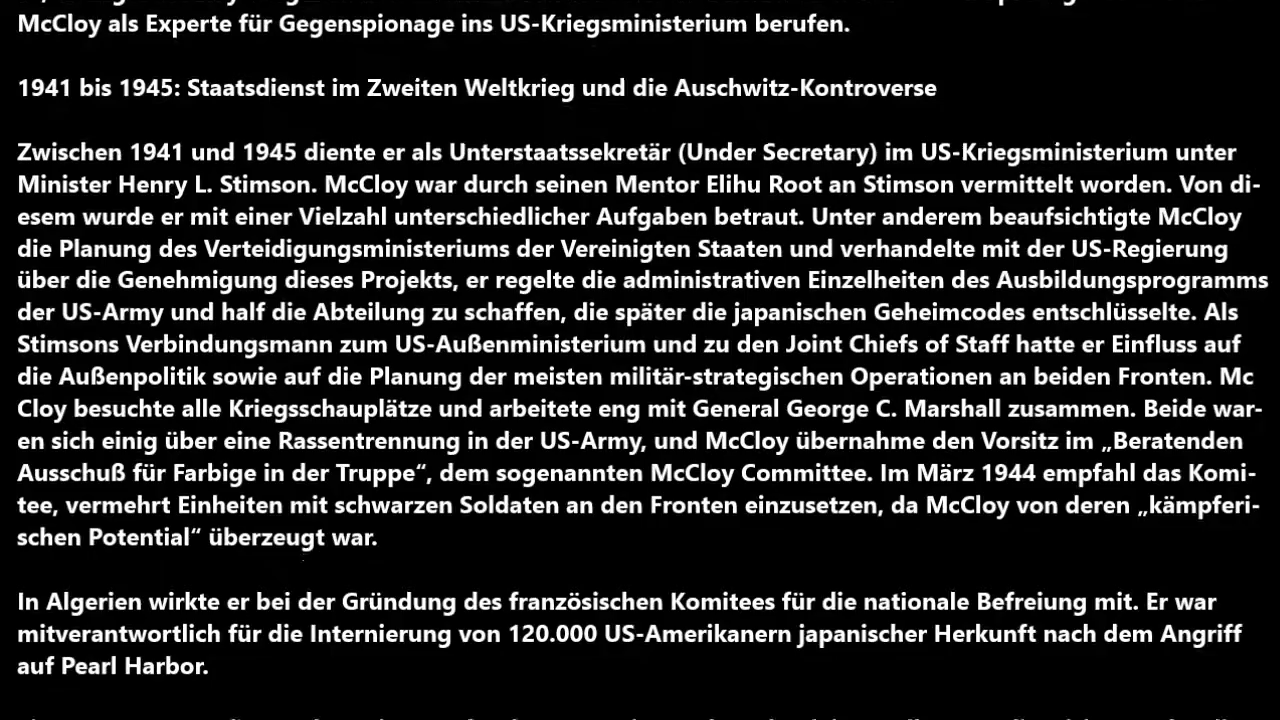 McCloy als Experte für Gegenspionage ins US-Kriegsministerium berufen.
1941 bis 1945: Staatsdienst im Zweiten Weltkrieg und die Auschwitz-Kontroverse
Zwischen 1941 und 1945 diente er als Unterstaatssekretär (Under Secretary) im US-Kriegsministerium unter
Minister Henry L. Stimson. McCloy war durch seinen Mentor Elihu Root an Stimson vermittelt worden. Von di-
esem wurde er mit einer Vielzahl unterschiedlicher Aufgaben betraut. Unter anderem beaufsichtigte McCloy
die Planung des Verteidigungsministeriums der Vereinigten Staaten und verhandelte mit der US-Regierung
über die Genehmigung dieses Projekts, er regelte die administrativen Einzelheiten des Ausbildungsprogramms
der US-Army und half die Abteilung zu schaffen, die später die japanischen Geheimcodes entschlüsselte. Als
Stimsons Verbindungsmann zum US-Außenministerium und zu den Joint Chiefs of Staff hatte er Einfluss auf
die Außenpolitik sowie auf die Planung der meisten militär-strategischen Operationen an beiden Fronten. Mc
Cloy besuchte alle Kriegsschauplätze und arbeitete eng mit General George C. Marshall zusammen. Beide war-
en sich einig über eine Rassentrennung in der US-Army, und McCloy übernahme den Vorsitz im „Beratenden
Ausschuß für Farbige in der Truppe“, dem sogenannten McCloy Committee. Im März 1944 empfahl das Komi-
tee, vermehrt Einheiten mit schwarzen Soldaten an den Fronten einzusetzen, da McCloy von deren „kämpferi-
schen Potential“ überzeugt war.
In Algerien wirkte er bei der Gründung des französischen Komitees für die nationale Befreiung mit. Er war
mitverantwortlich für die Internierung von 120.000 US-Amerikanern japanischer Herkunft nach dem Angriff
auf Pearl Harbor.